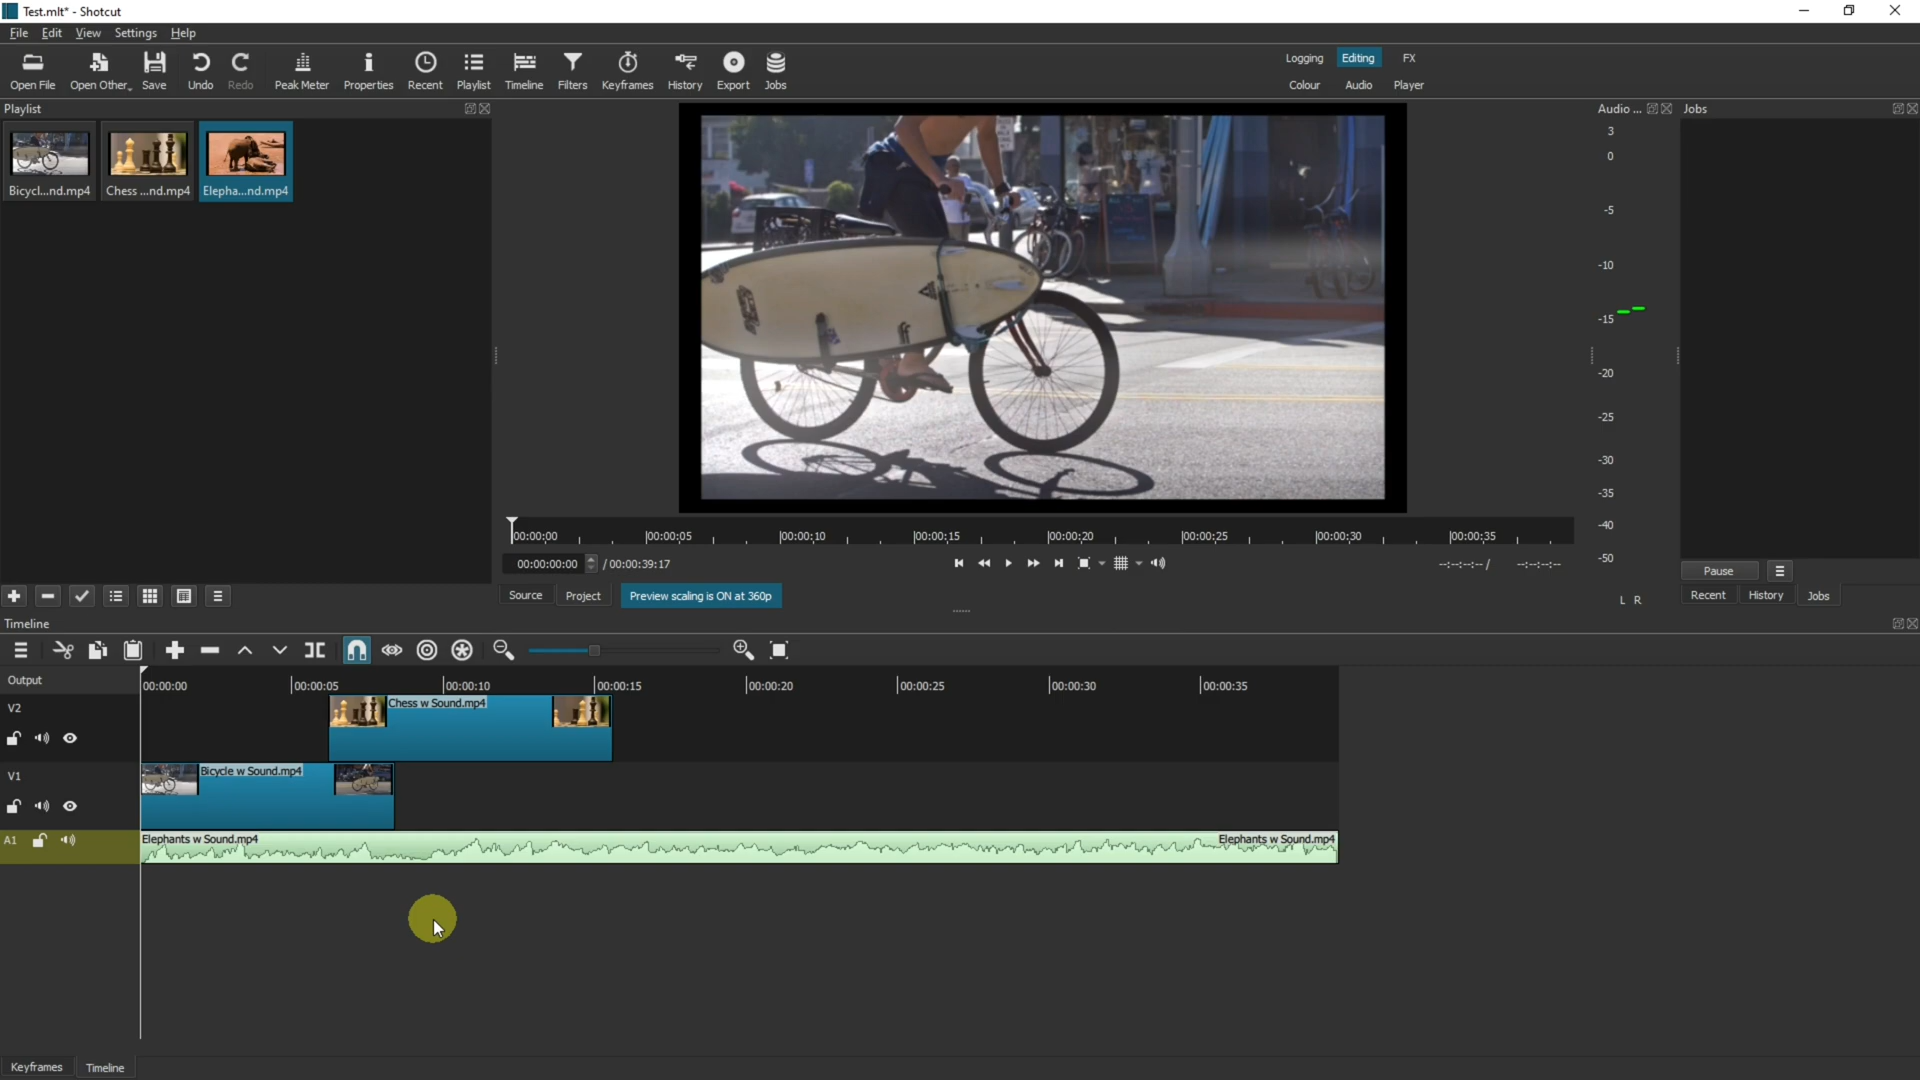 Test.mlt* - Shotcut
File Edit View Settings Help
Open File Open Other Save Undo Redo Peak Meter Properties Recent Playlist Timeline Filters Keyframes History Export Jobs
Logging Editing FX
Colour Audio Player
Playlist
Bicycl...nd.mp4 Chess ...nd.mp4 Elepha...nd.mp4
Audio ...
3
0
-5
-10
-15
-20
-25
-30
-35
-40
-50
L R
Jobs
00:00:00 00:00:05 00:00:10 00:00:15 00:00:20 00:00:25 00:00:30 00:00:35
00:00:00:00 / 00:00:39:17
--:--:--:-- / --:--:--:--
Source Project Preview scaling is ON at 360p
Pause
Recent History Jobs
Timeline
Output
00:00:00 00:00:05 00:00:10 00:00:15 00:00:20 00:00:25 00:00:30 00:00:35
V2
Chess w Sound.mp4
V1
Bicycle w Sound.mp4
A1
Elephants w Sound.mp4 Elephants w Sound.mp4
Keyframes Timeline